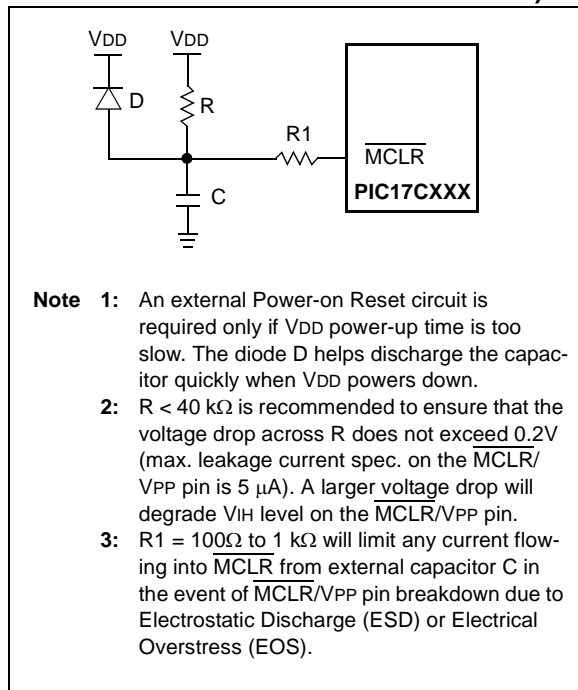 VDD VDD
D
R
R1
MCLR
PIC17CXXX
C
Note 1: An external Power-on Reset circuit is
required only if VDD power-up time is too
slow. The diode D helps discharge the capac-
itor quickly when VDD powers down.
2: R < 40 kΩ is recommended to ensure that the
voltage drop across R does not exceed 0.2V
(max. leakage current spec. on the MCLR/
VPP pin is 5 μA). A larger voltage drop will
degrade VIH level on the MCLR/VPP pin.
3: R1 = 100Ω to 1 kΩ will limit any current flow-
ing into MCLR from external capacitor C in
the event of MCLR/VPP pin breakdown due to
Electrostatic Discharge (ESD) or Electrical
Overstress (EOS).